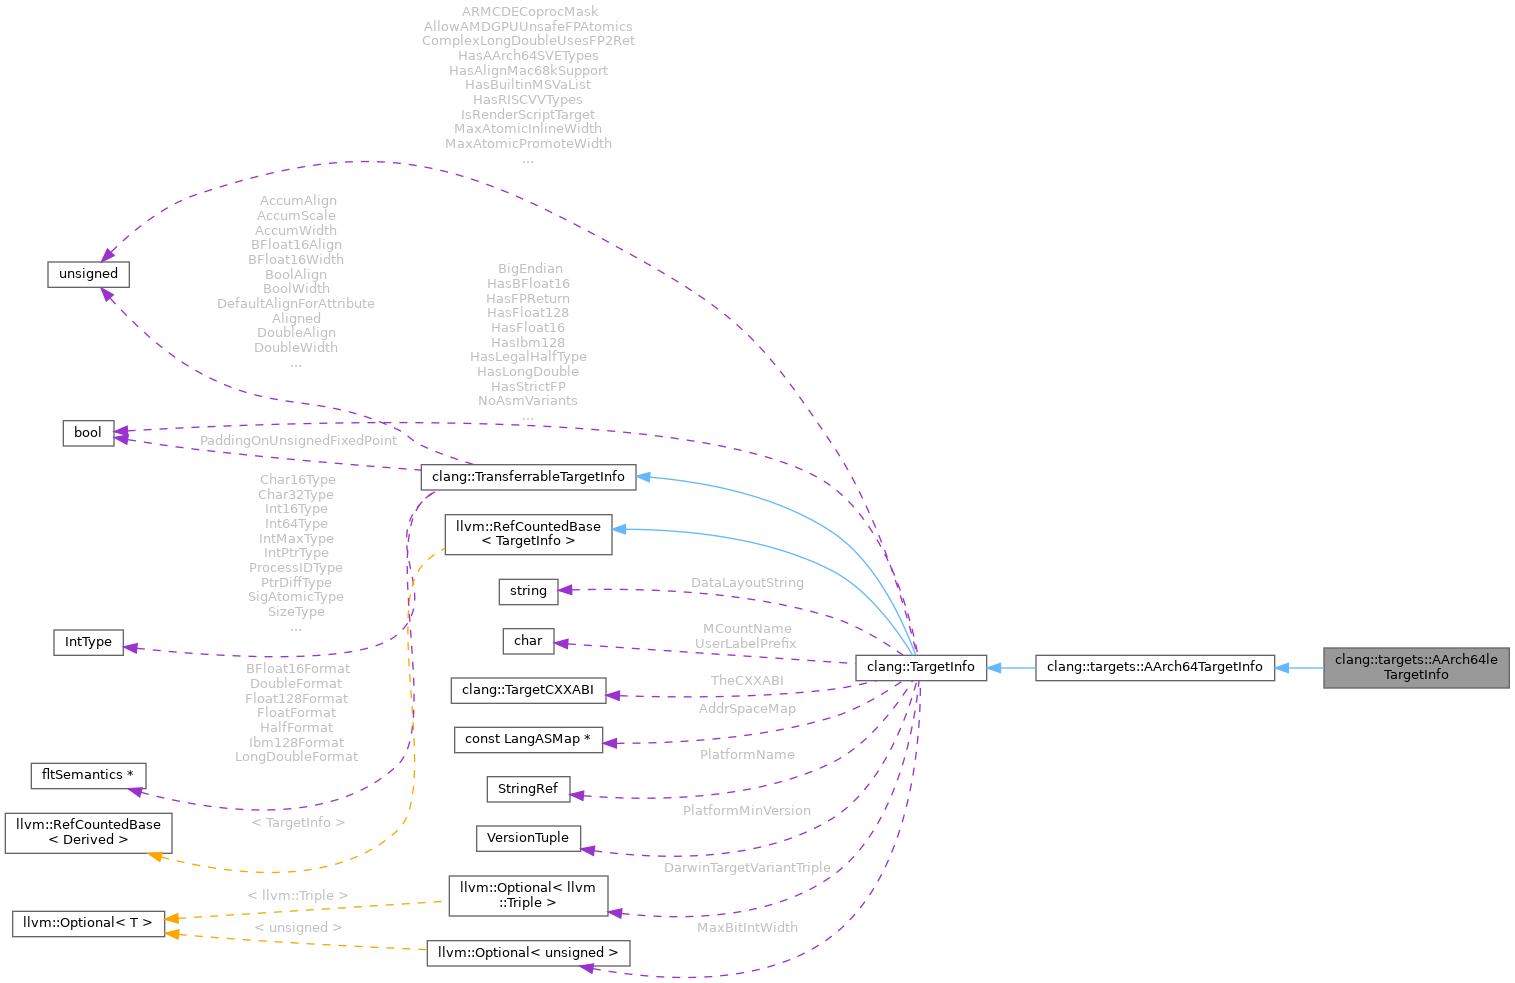 ARMCDECoprocMask
AllowAMDGPUUnsafeFPAtomics
ComplexLongDoubleUsesFP2Ret
HasAArch64SVETypes
HasAlignMac68kSupport
HasBuiltinMSVaList
HasRISCVVTypes
IsRenderScriptTarget
MaxAtomicInlineWidth
MaxAtomicPromoteWidth
...
AccumAlign
AccumScale
AccumWidth
BFloat16Align
BFloat16Width
BoolAlign
BoolWidth
DefaultAlignForAttribute
Aligned
DoubleAlign
DoubleWidth
...
unsigned
BigEndian
HasBFloat16
HasFPReturn
HasFloat128
HasFloat16
HasIbm128
HasLegalHalfType
HasLongDouble
HasStrictFP
NoAsmVariants
...
bool
PaddingOnUnsignedFixedPoint
clang::TransferrableTargetInfo
Char16Type
Char32Type
Int16Type
Int64Type
IntMaxType
IntPtrType
ProcessIDType
PtrDiffType
SigAtomicType
SizeType
...
llvm::RefCountedBase
< TargetInfo >
string
DataLayoutString
IntType
char
MCountName
UserLabelPrefix
clang::TargetInfo
clang::targets::AArch64TargetInfo
clang::targets::AArch64le
TargetInfo
BFloat16Format
DoubleFormat
Float128Format
FloatFormat
HalfFormat
Ibm128Format
LongDoubleFormat
clang::TargetCXXABI
TheCXXABI
const LangASMap *
AddrSpaceMap
fltSemantics *
StringRef
PlatformName
llvm::RefCountedBase
< Derived >
< TargetInfo >
VersionTuple
PlatformMinVersion
llvm::Optional< llvm
::Triple >
DarwinTargetVariantTriple
< llvm::Triple >
llvm::Optional< T >
< unsigned >
llvm::Optional< unsigned >
MaxBitIntWidth